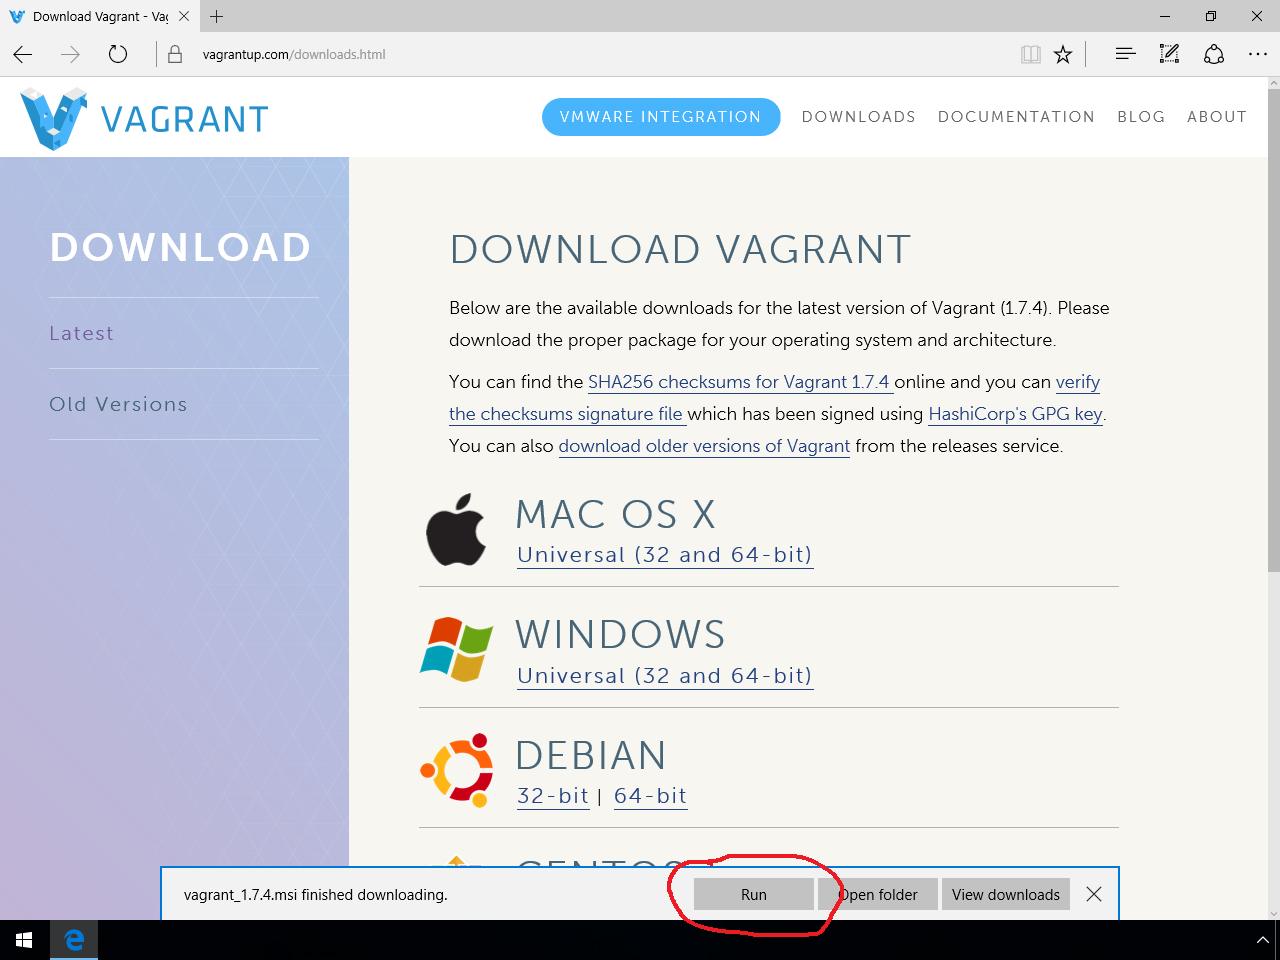 Download Vagrant - Vag
vagrantup.com/downloads.html
VAGRANT
VMWARE INTEGRATION
DOWNLOADS
DOCUMENTATION
BLOG
ABOUT
DOWNLOAD
Latest
Old Versions
DOWNLOAD VAGRANT
Below are the available downloads for the latest version of Vagrant (1.7.4). Please
download the proper package for your operating system and architecture.
You can find the SHA256 checksums for Vagrant 1.7.4 online and you can verify
the checksums signature file which has been signed using HashiCorp's GPG key.
You can also download older versions of Vagrant from the releases service.
MAC OS X
Universal (32 and 64-bit)
WINDOWS
Universal (32 and 64-bit)
DEBIAN
32-bit | 64-bit
CENTOS
vagrant_1.7.4.msi finished downloading.
Run
Open folder
View downloads